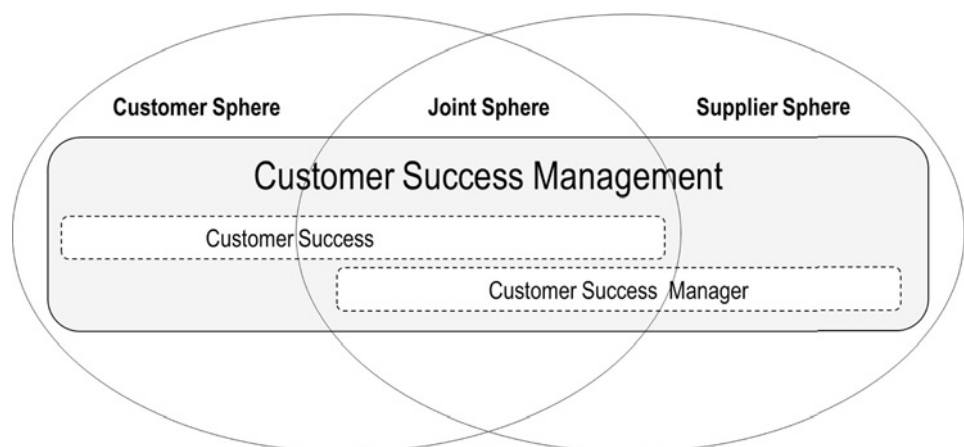 Customer Sphere Joint Sphere Supplier Sphere
Customer Success Management
Customer Success
Customer Success Manager